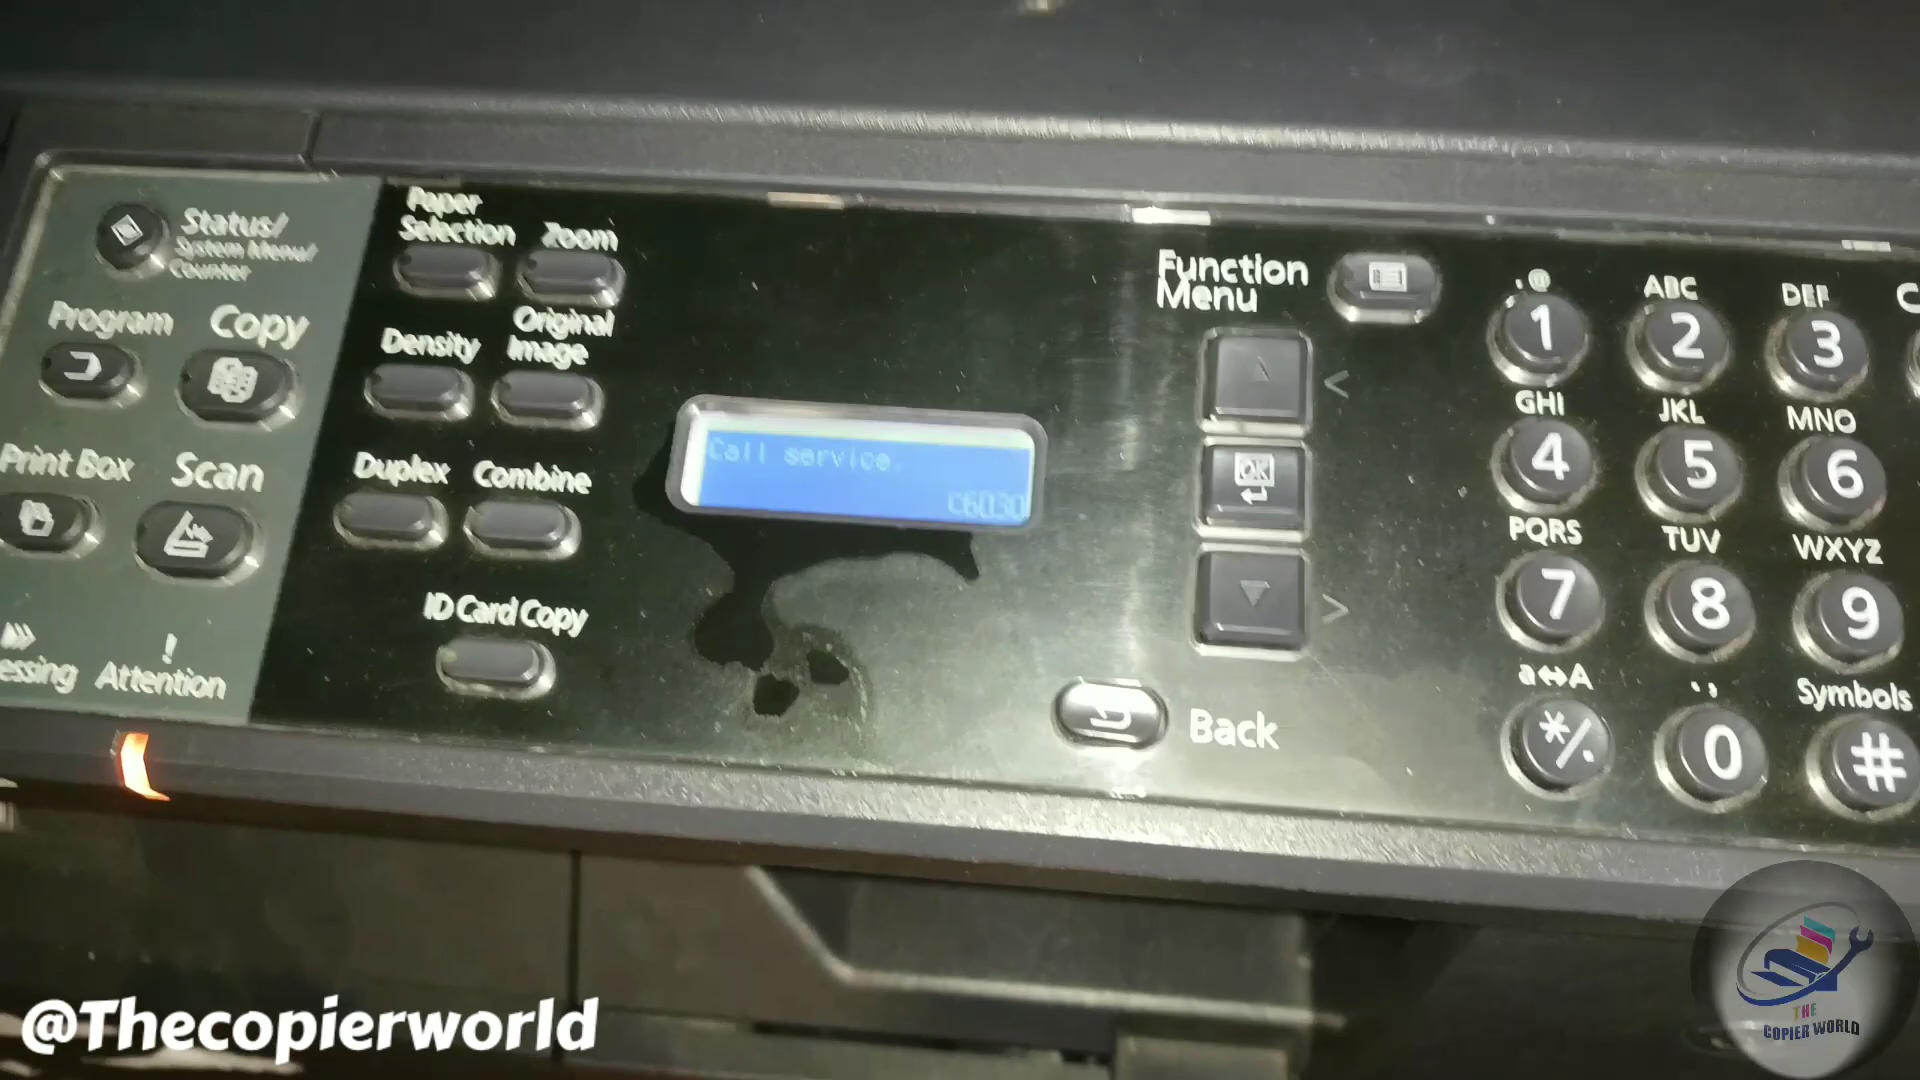 Status/
System Menu/
Counter
Program
Copy
Print Box
Scan
essing
!
Attention
Paper
Selection
Zoom
Density
Original
Image
Duplex
Combine
ID Card Copy
Call service.
C6030
Function
Menu
<
OK
>
Back
.@
ABC
DEF
C
1
2
3
GHI
JKL
MNO
4
5
6
PQRS
TUV
WXYZ
7
8
9
a↔A
.,
Symbols
*/.
0
#
@Thecopierworld
THE
COPIER WORLD